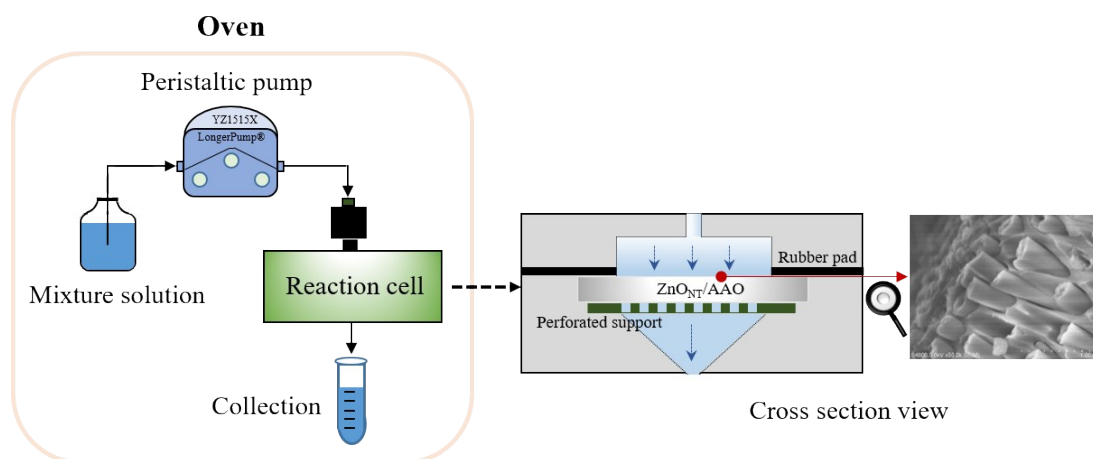 Oven
Peristaltic pump
YZ1515X
LongerPump®
Mixture solution
Reaction cell
Collection
Rubber pad
ZnONT/AAO
Perforated support
Cross section view